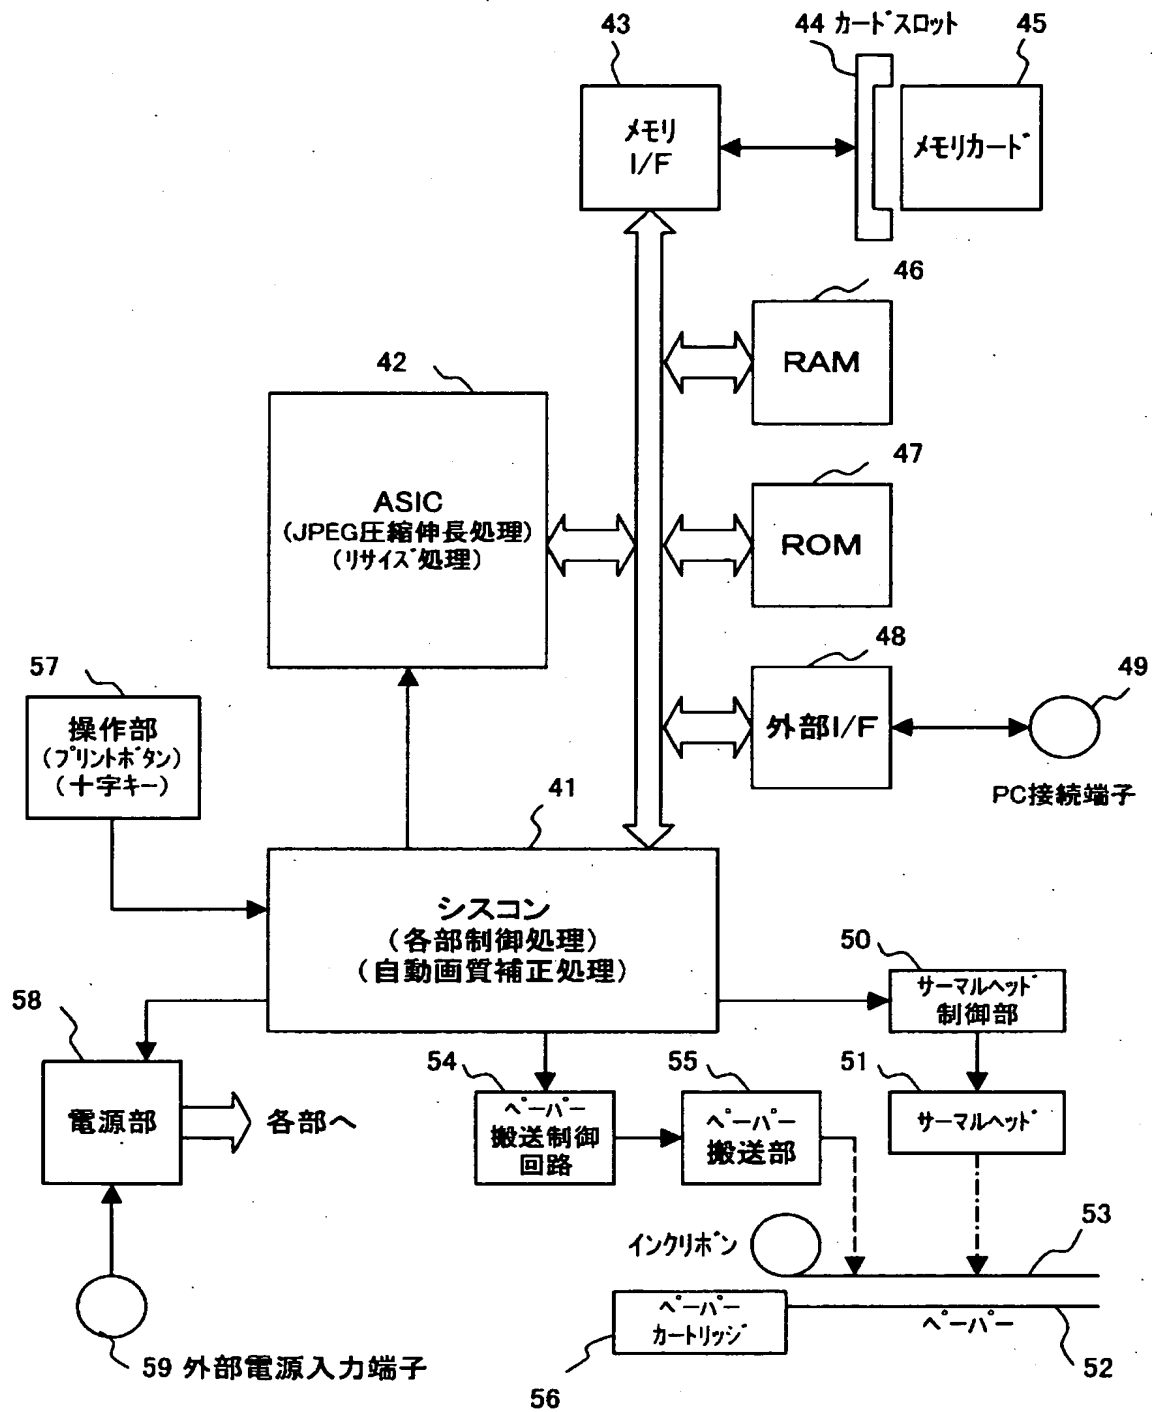 43
44 カードスロット
45
メモリ
I/F
メモリカード
46
RAM
42
47
ASIC
(JPEG圧縮伸長処理)
(リサイズ処理)
ROM
48
49
57
操作部
(プリントボタン)
(十字キー)
外部I/F
PC接続端子
41
シスコン
(各部制御処理)
(自動画質補正処理)
50
サーマルヘッド
制御部
58
54
55
51
電源部
各部へ
ペーパー
搬送制御
回路
ペーパー
搬送部
サーマルヘッド
53
インクリボン
ペーパー
カートリッジ
ペーパー
59 外部電源入力端子
52
56